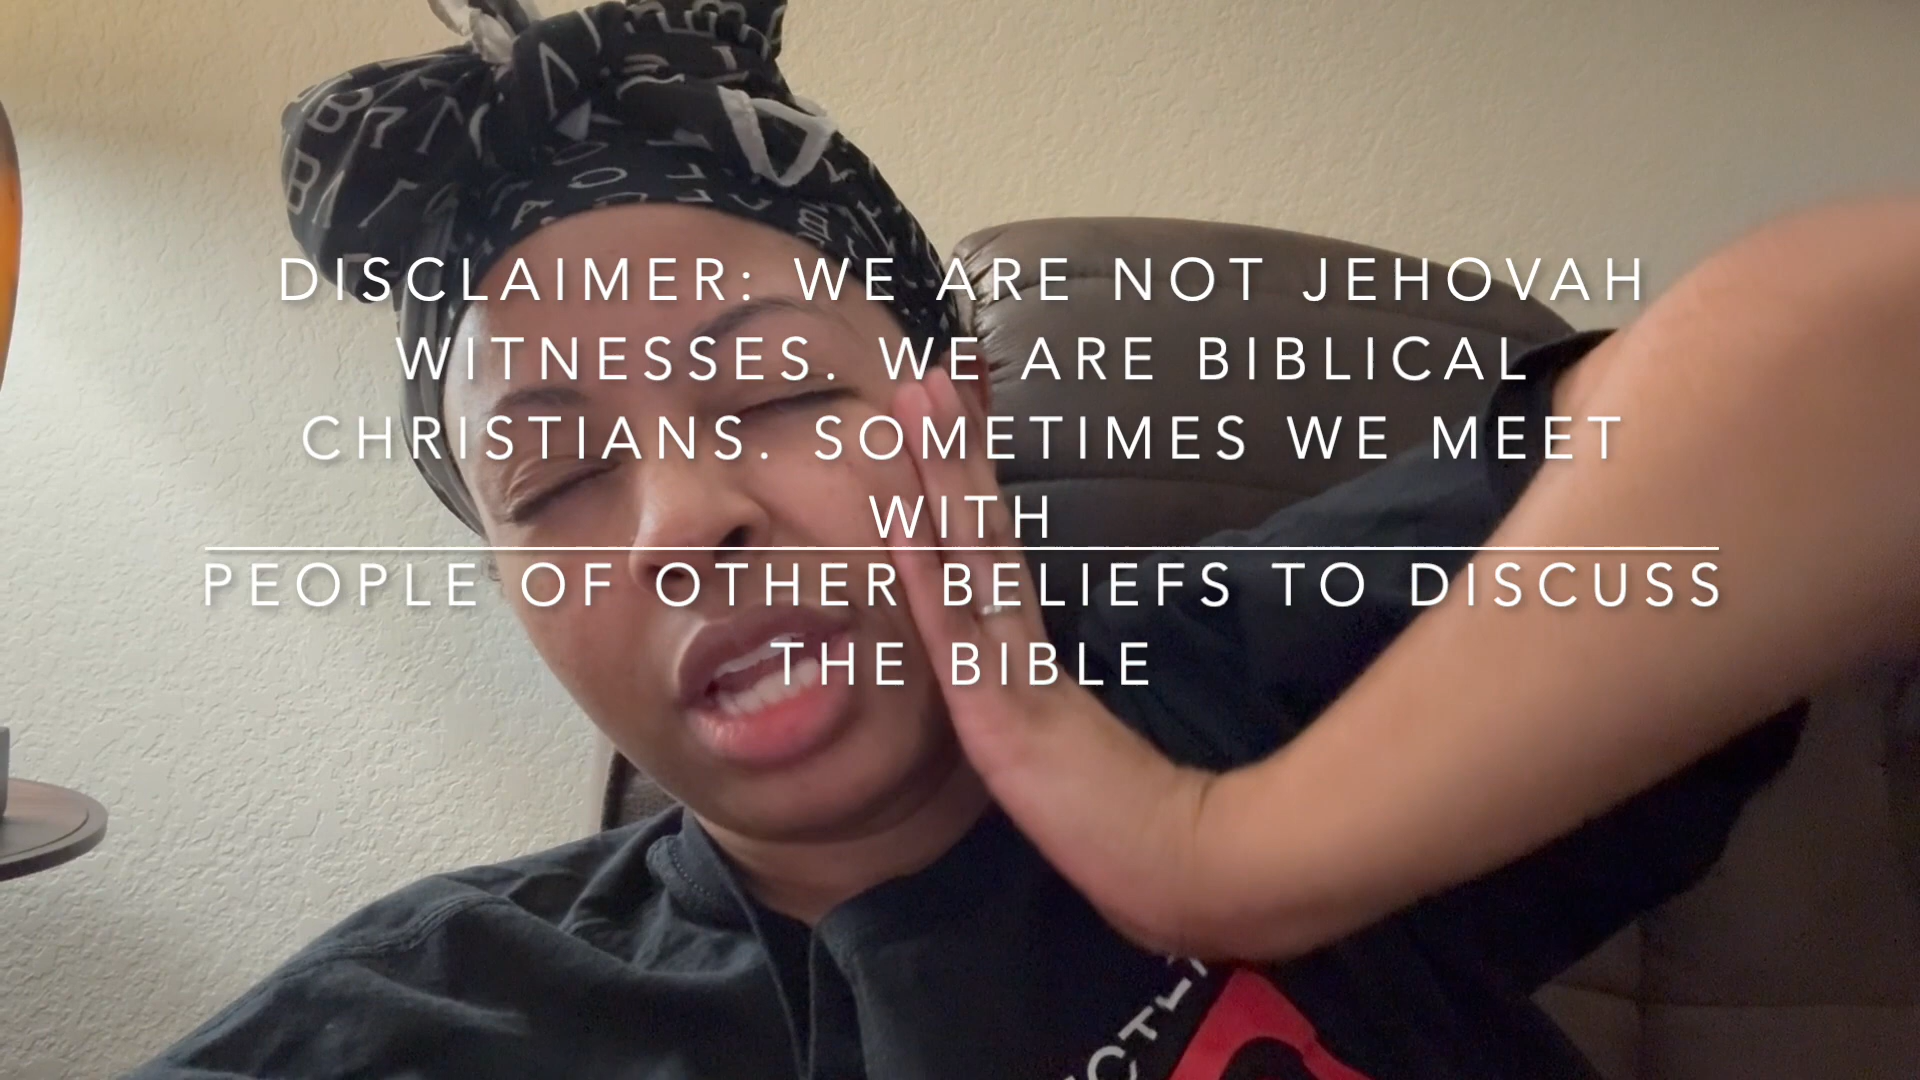 DISCLAIMER: WE ARE NOT JEHOVAH
WITNESSES. WE ARE BIBLICAL
CHRISTIANS. SOMETIMES WE MEET
WITH
PEOPLE OF OTHER BELIEFS TO DISCUSS
THE BIBLE